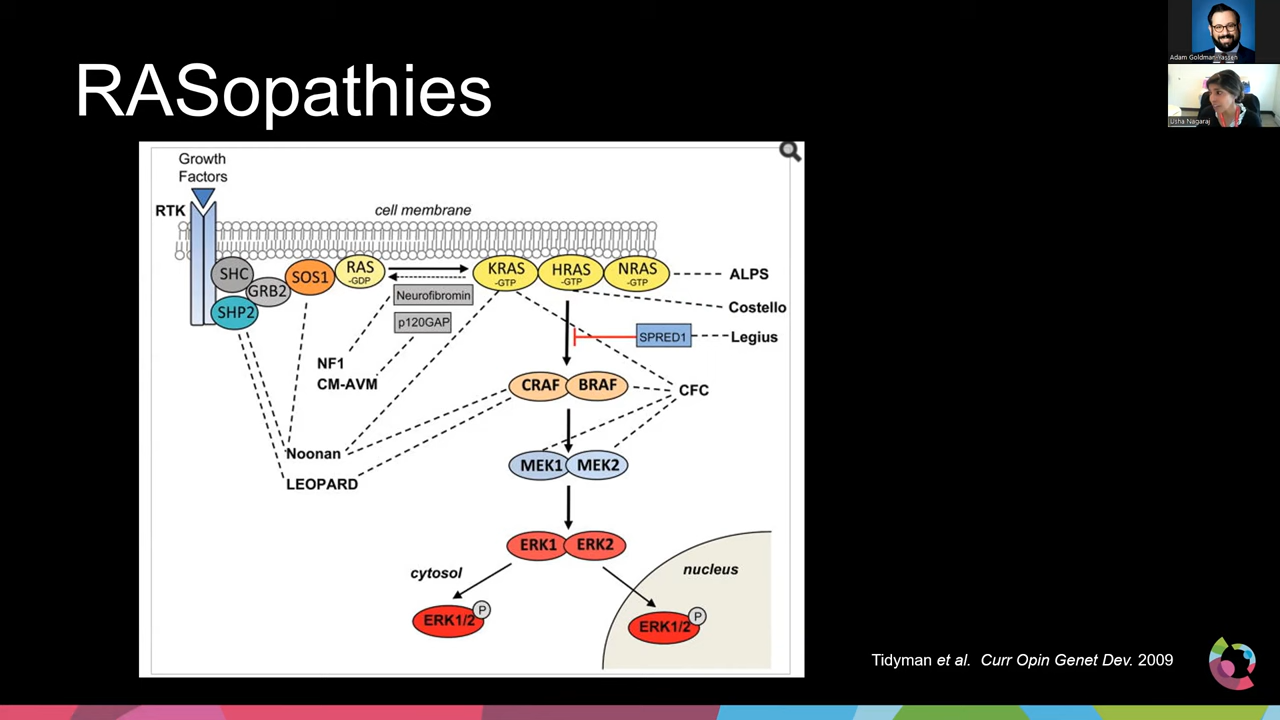 RASopathies
Adam Goldman
Usha Nagaraj
Growth
Factors
RTK
cell membrane
SHC
GRB2
SHP2
SOS1
RAS
-GDP
KRAS
-GTP
HRAS
-GTP
NRAS
-GTP
ALPS
Neurofibromin
p120GAP
Costello
SPRED1
Legius
NF1
CM-AVM
CRAF
BRAF
CFC
Noonan
LEOPARD
MEK1
MEK2
ERK1
ERK2
cytosol
nucleus
ERK1/2
P
ERK1/2
P
Tidyman et al. Curr Opin Genet Dev. 2009